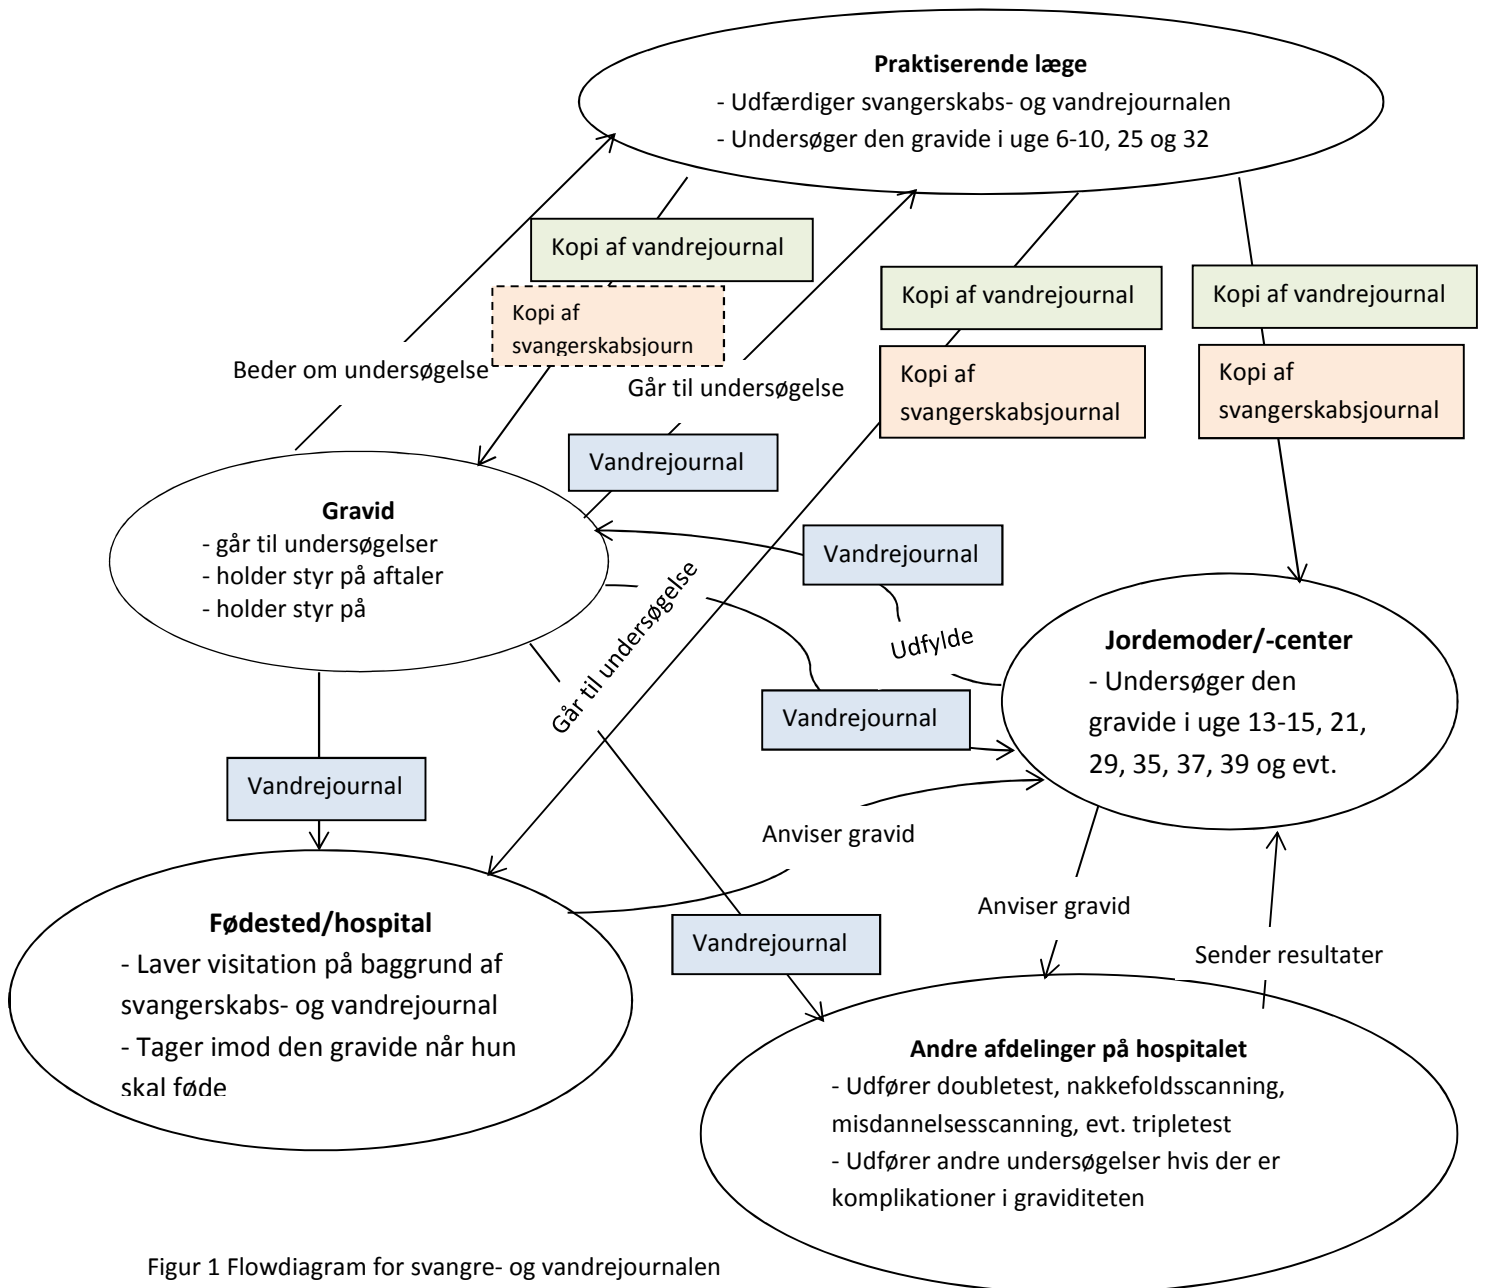 Praktiserende læge
- Udfærdiger svangerskabs- og vandrejournalen
- Undersøger den gravide i uge 6-10, 25 og 32
Kopi af vandrejournal
Kopi af
svangerskabsjourn
Kopi af vandrejournal
Kopi af
svangerskabsjournal
Kopi af vandrejournal
Kopi af
svangerskabsjournal
Beder om undersøgelse
Går til undersøgelse
Vandrejournal
Gravid
- går til undersøgelser
- holder styr på aftaler
- holder styr på
Vandrejournal
Udfylde
Går til undersøgelse
Vandrejournal
Jordemoder/-center
- Undersøger den
gravide i uge 13-15, 21,
29, 35, 37, 39 og evt.
Vandrejournal
Anviser gravid
Anviser gravid
Vandrejournal
Sender resultater
Fødested/hospital
- Laver visitation på baggrund af
svangerskabs- og vandrejournal
- Tager imod den gravide når hun
skal føde
Andre afdelinger på hospitalet
- Udfører doubletest, nakkefoldsscanning,
misdannelsesscanning, evt. tripletest
- Udfører andre undersøgelser hvis der er
komplikationer i graviditeten
Figur 1 Flowdiagram for svangre- og vandrejournalen